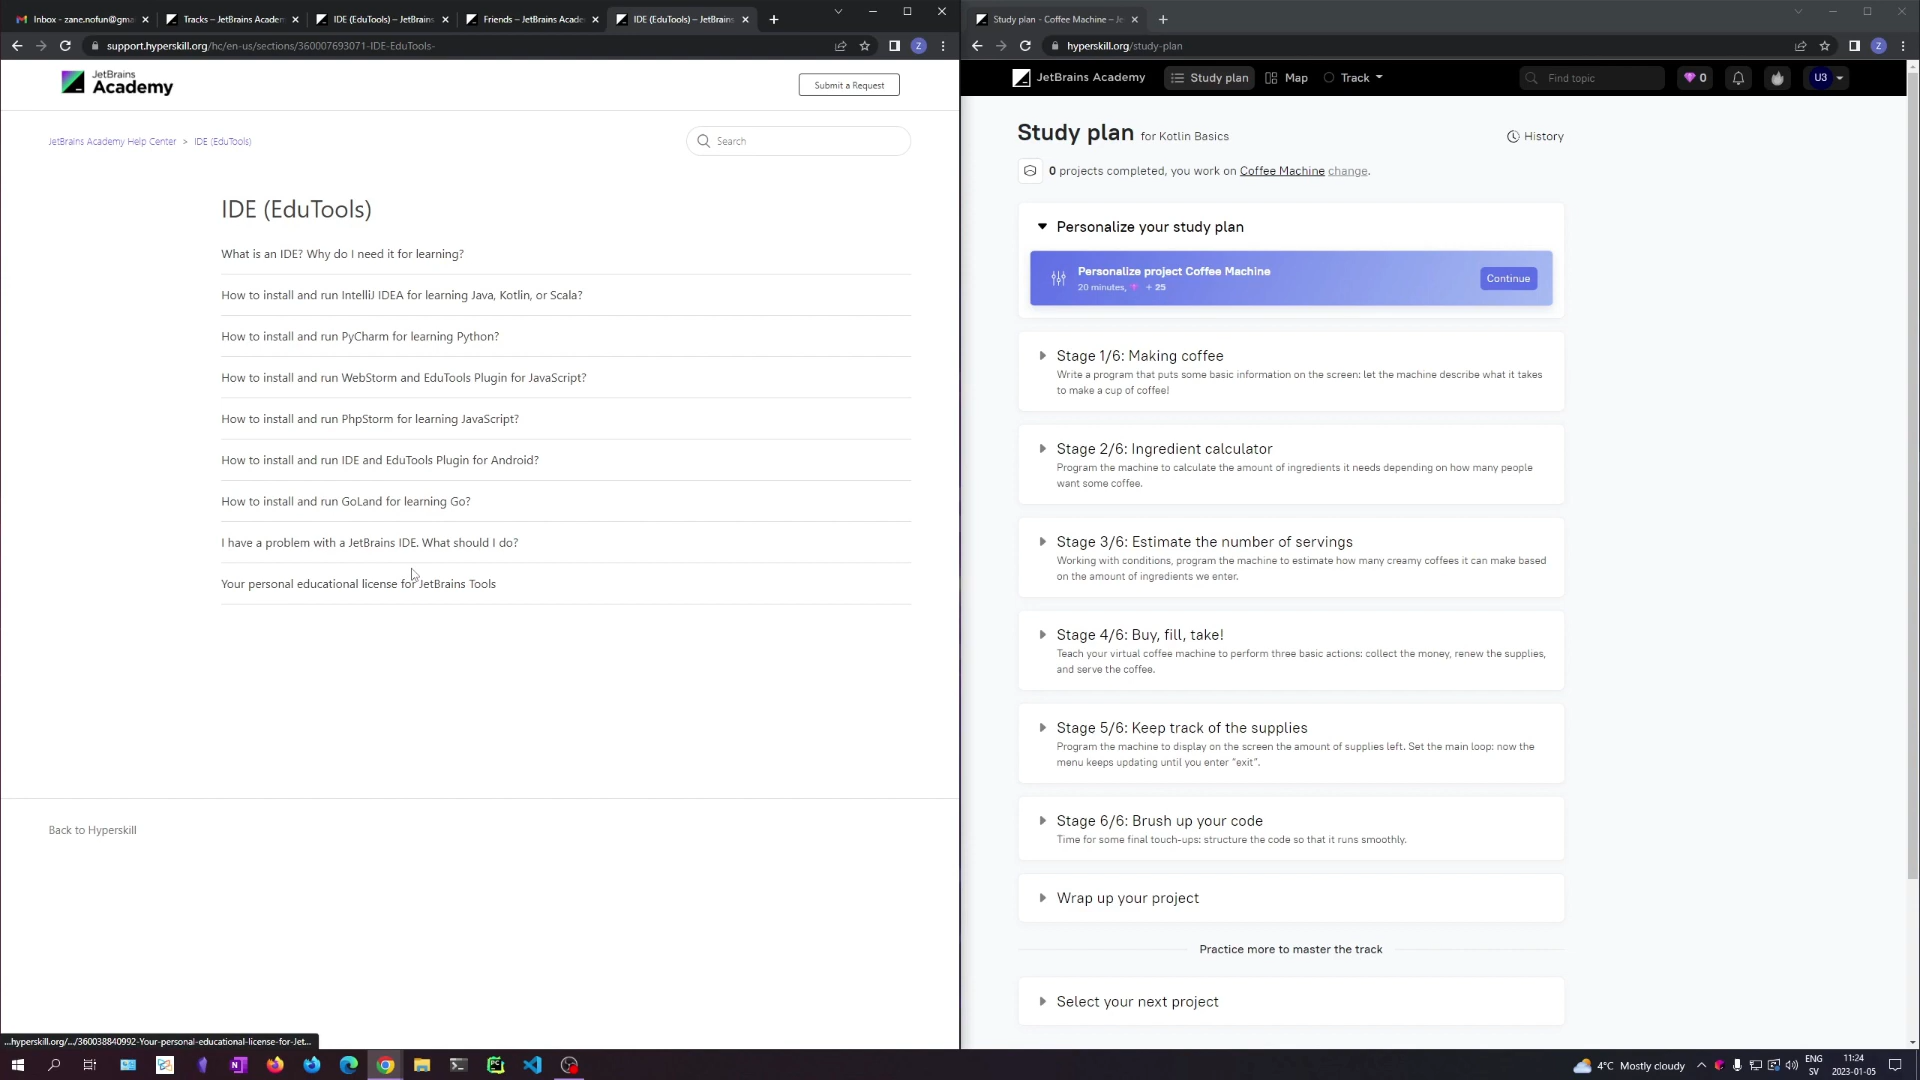 Inbox - zane.nofun@gma
Tracks – JetBrains Academ
IDE (EduTools) – JetBrains
Friends – JetBrains Acade
IDE (EduTools) – JetBrains
support.hyperskill.org/hc/en-us/sections/360007693071-IDE-EduTools-
Z
JetBrains
Academy
Submit a Request
JetBrains Academy Help Center > IDE (EduTools)
Search
IDE (EduTools)
What is an IDE? Why do I need it for learning?
How to install and run IntelliJ IDEA for learning Java, Kotlin, or Scala?
How to install and run PyCharm for learning Python?
How to install and run WebStorm and EduTools Plugin for JavaScript?
How to install and run PhpStorm for learning JavaScript?
How to install and run IDE and EduTools Plugin for Android?
How to install and run GoLand for learning Go?
I have a problem with a JetBrains IDE. What should I do?
Your personal educational license for JetBrains Tools
Back to Hyperskill
...hyperskill.org/.../360038840992-Your-personal-educational-license-for-Jet...
Study plan - Coffee Machine – Je
hyperskill.org/study-plan
Z
JetBrains Academy
Study plan
Map
Track
Find topic
0
U3
Study plan for Kotlin Basics
History
0 projects completed, you work on Coffee Machine change.
Personalize your study plan
Personalize project Coffee Machine
20 minutes, + 25
Continue
Stage 1/6: Making coffee
Write a program that puts some basic information on the screen: let the machine describe what it takes
to make a cup of coffee!
Stage 2/6: Ingredient calculator
Program the machine to calculate the amount of ingredients it needs depending on how many people
want some coffee.
Stage 3/6: Estimate the number of servings
Working with conditions, program the machine to estimate how many creamy coffees it can make based
on the amount of ingredients we enter.
Stage 4/6: Buy, fill, take!
Teach your virtual coffee machine to perform three basic actions: collect the money, renew the supplies,
and serve the coffee.
Stage 5/6: Keep track of the supplies
Program the machine to display on the screen the amount of supplies left. Set the main loop: now the
menu keeps updating until you enter “exit”.
Stage 6/6: Brush up your code
Time for some final touch-ups: structure the code so that it runs smoothly.
Wrap up your project
Practice more to master the track
Select your next project
4°C Mostly cloudy
ENG
SV
11:24
2023-01-05